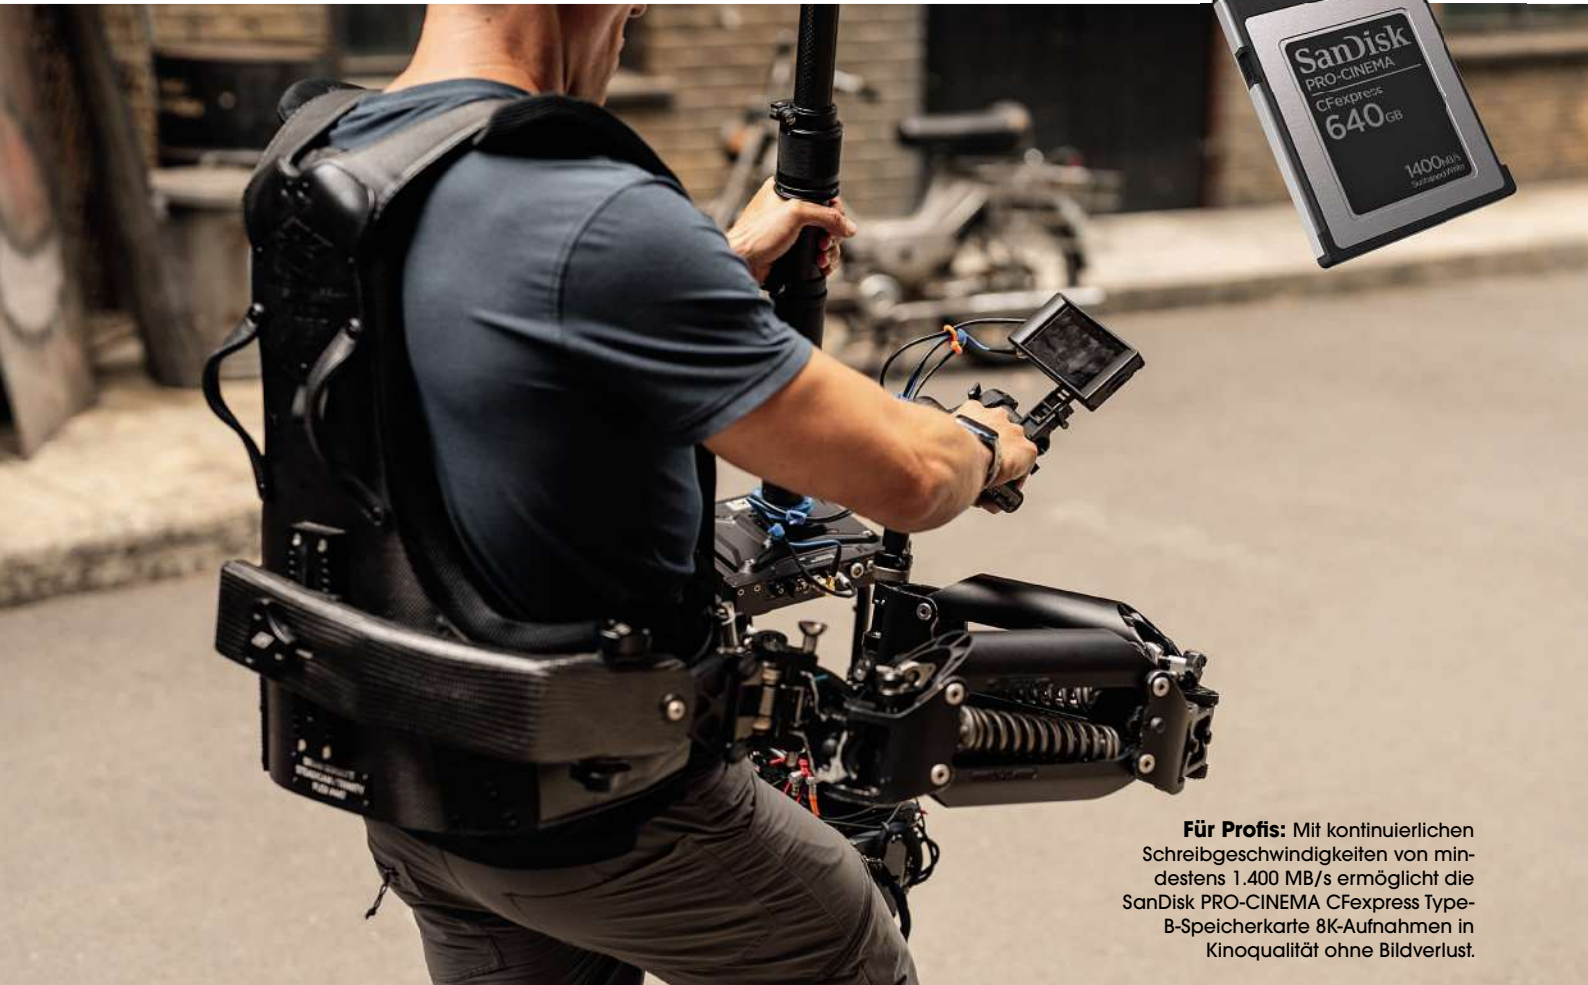 SanDisk
PRO-CINEMA
CFexpress
640GB
1400MB/s
Sustained Write
Für Profis: Mit kontinuierlichen
Schreibgeschwindigkeiten von min-
destens 1.400 MB/s ermöglicht die
SanDisk PRO-CINEMA CFexpress Type-
B-Speicherkarte 8K-Aufnahmen in
Kinoqualität ohne Bildverlust.